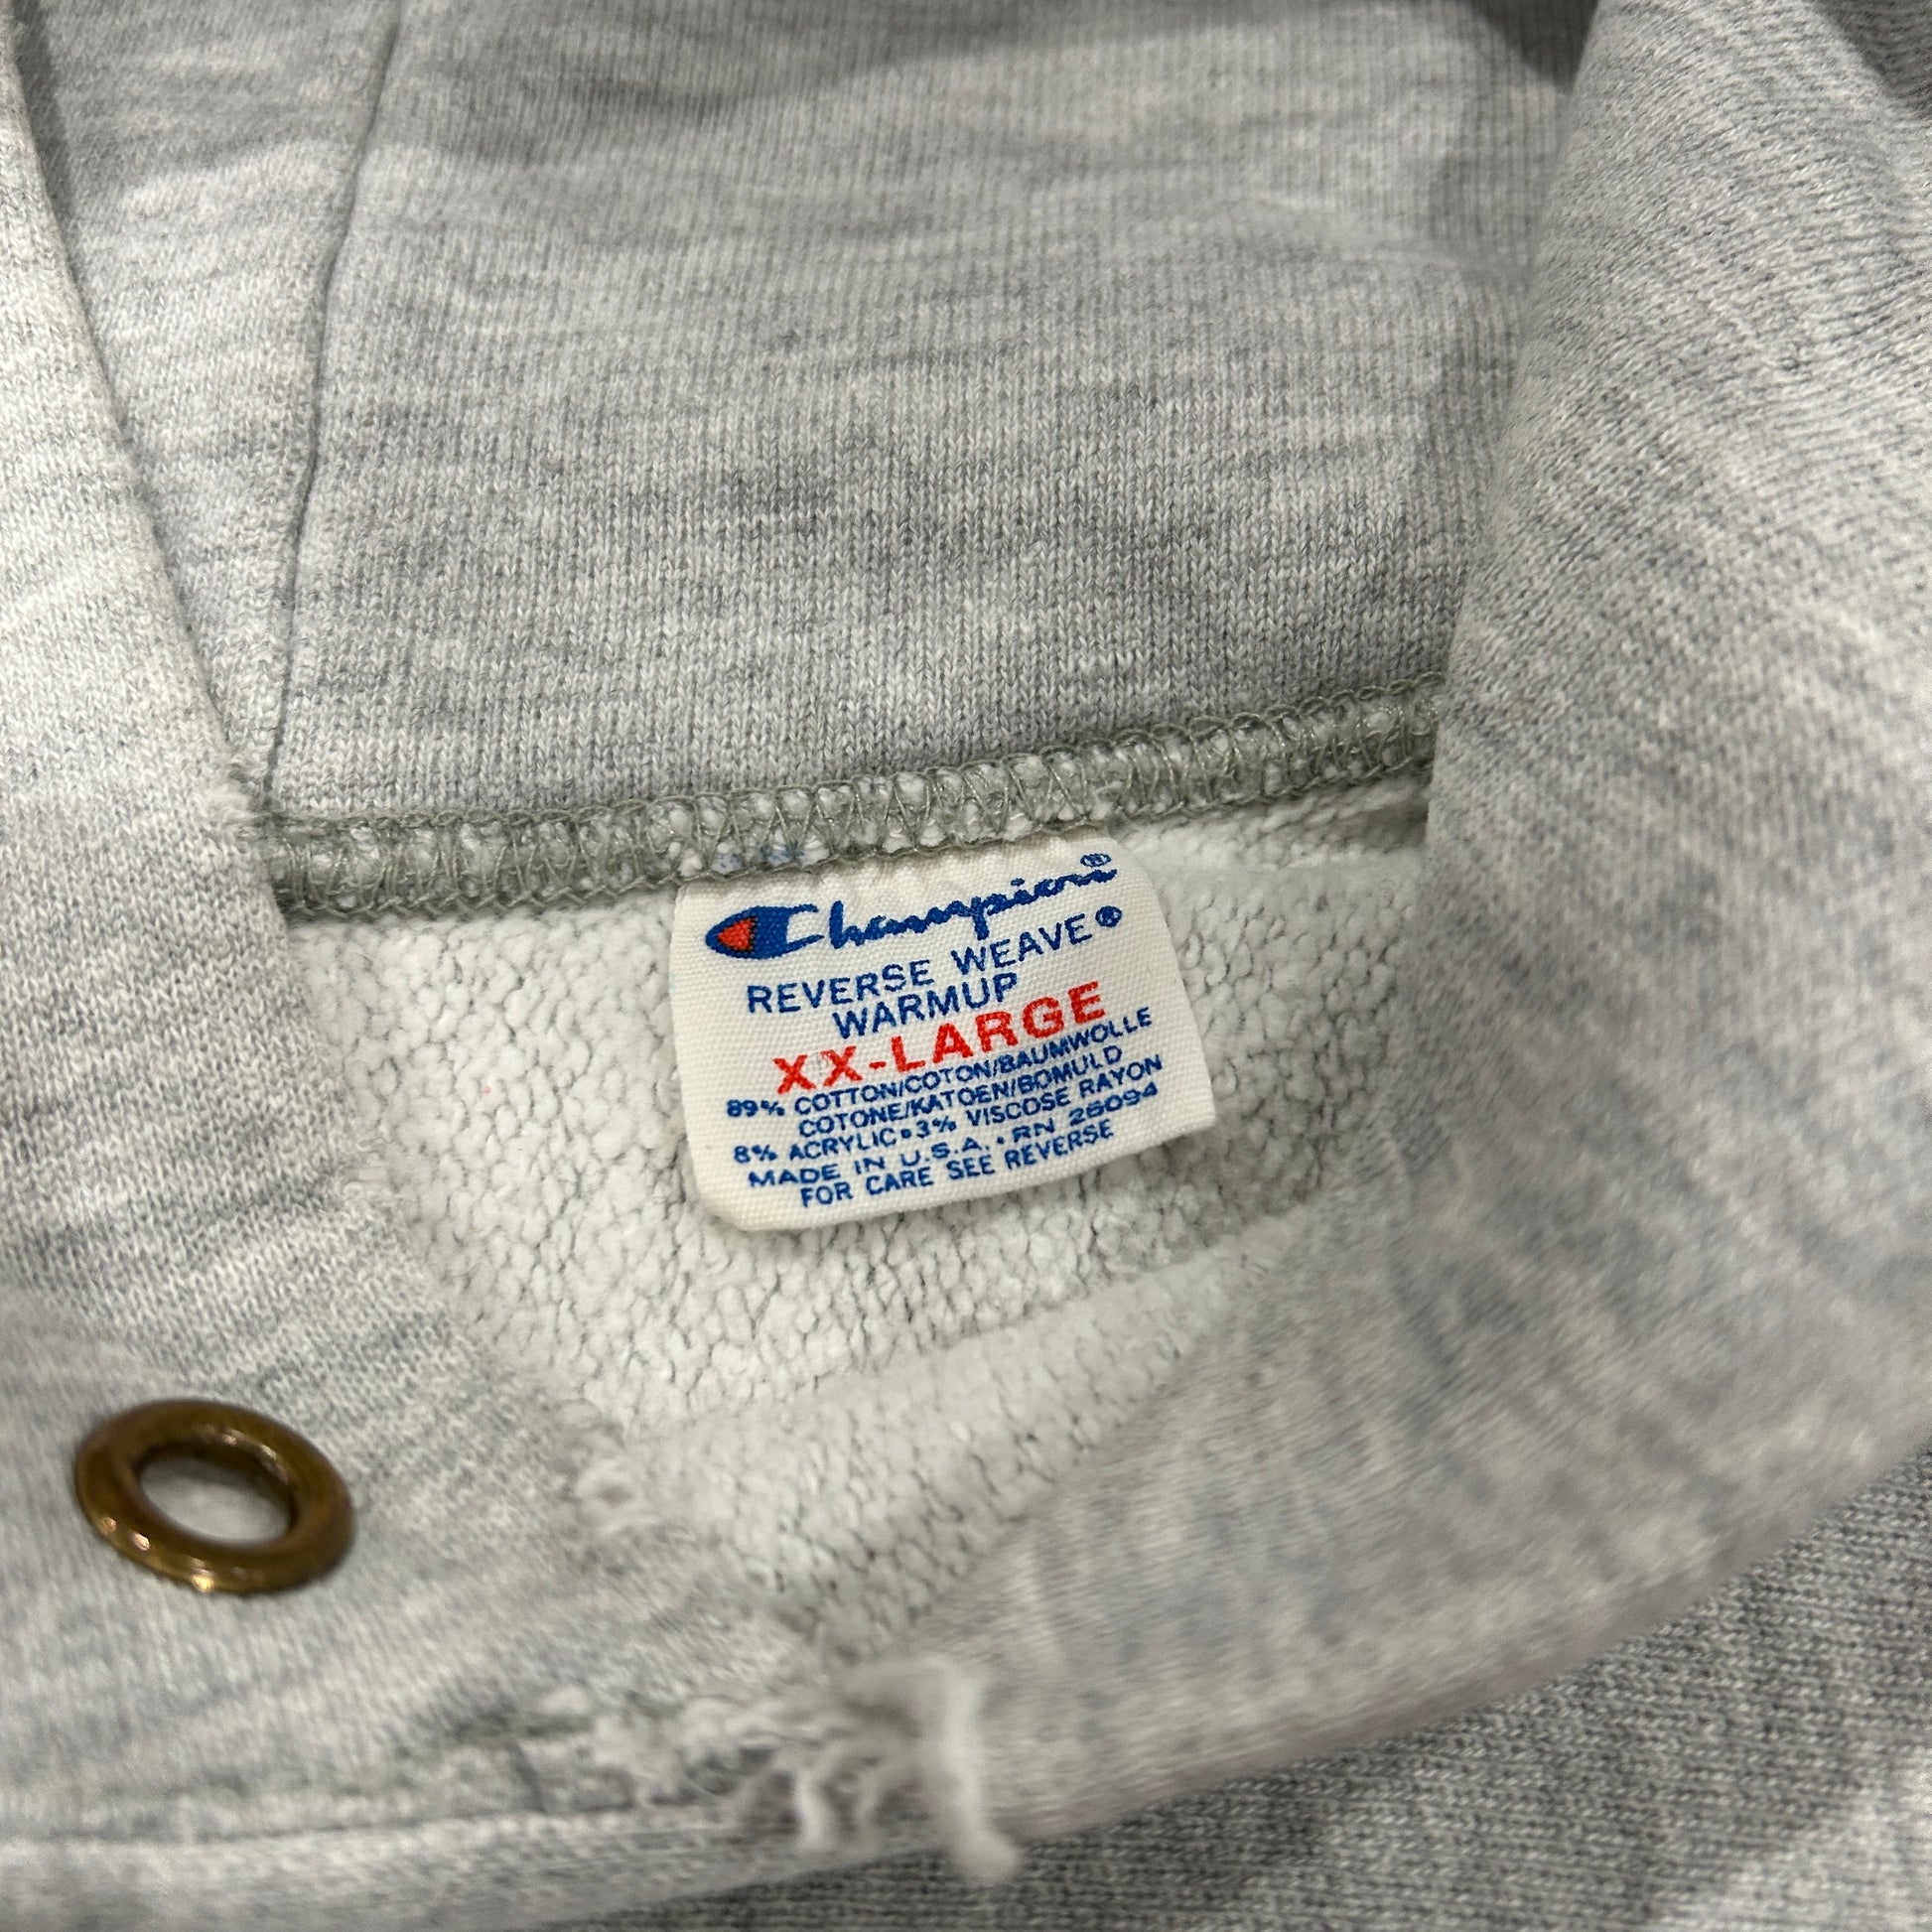 Champion®
REVERSE WEAVE®
WARMUP
XX-LARGE
89% COTTON/COTON/BAUMWOLLE
COTONE/KATOEN/BOMULD
8% ACRYLIC•3% VISCOSE RAYON
MADE IN U.S.A. • RN 26094
FOR CARE SEE REVERSE